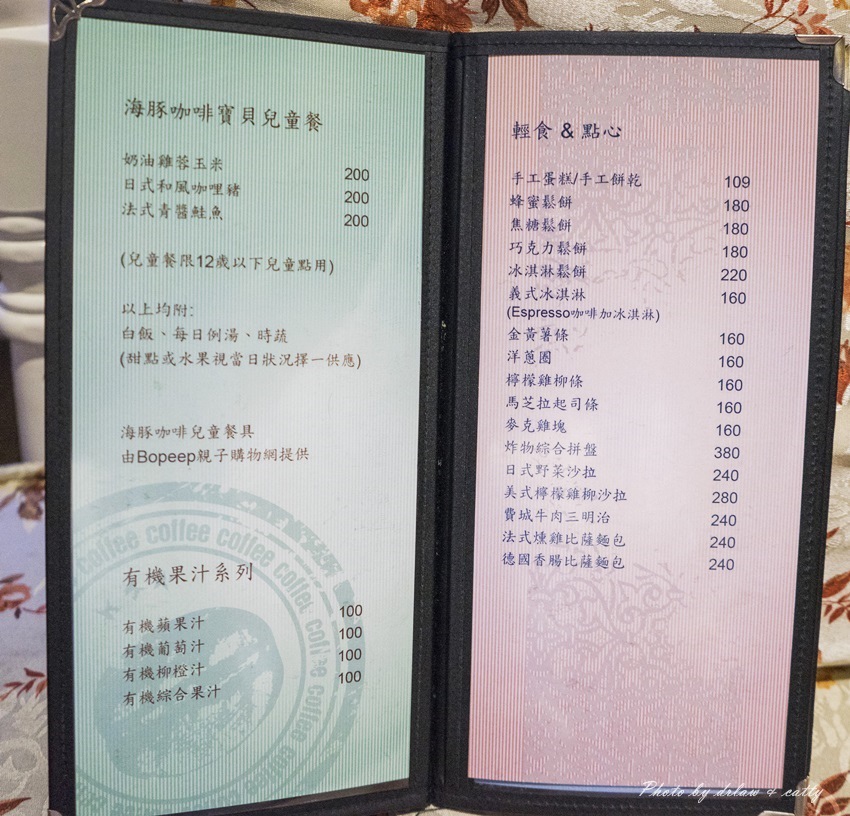 海豚咖啡寶貝兒童餐
奶油雞蓉玉米 200
日式和風咖哩豬 200
法式青醬鮭魚 200
(兒童餐限12歲以下兒童點用)
以上均附:
白飯、每日例湯、時蔬
(甜點或水果視當日狀況擇一供應)
海豚咖啡兒童餐具
由Bopeep親子購物網提供
有機果汁系列
有機蘋果汁 100
有機葡萄汁 100
有機柳橙汁 100
有機綜合果汁 100
coffee coffee coffee coffee coffee coffee
輕食 & 點心
手工蛋糕/手工餅乾 109
蜂蜜鬆餅 180
焦糖鬆餅 180
巧克力鬆餅 180
冰淇淋鬆餅 220
義式冰淇淋 160
(Espresso咖啡加冰淇淋)
金黃薯條 160
洋蔥圈 160
檸檬雞柳條 160
馬芝拉起司條 160
麥克雞塊 160
炸物綜合拼盤 380
日式野菜沙拉 240
美式檸檬雞柳沙拉 280
費城牛肉三明治 240
法式燻雞比薩麵包 240
德國香腸比薩麵包 240
Photo by drlaw & catty